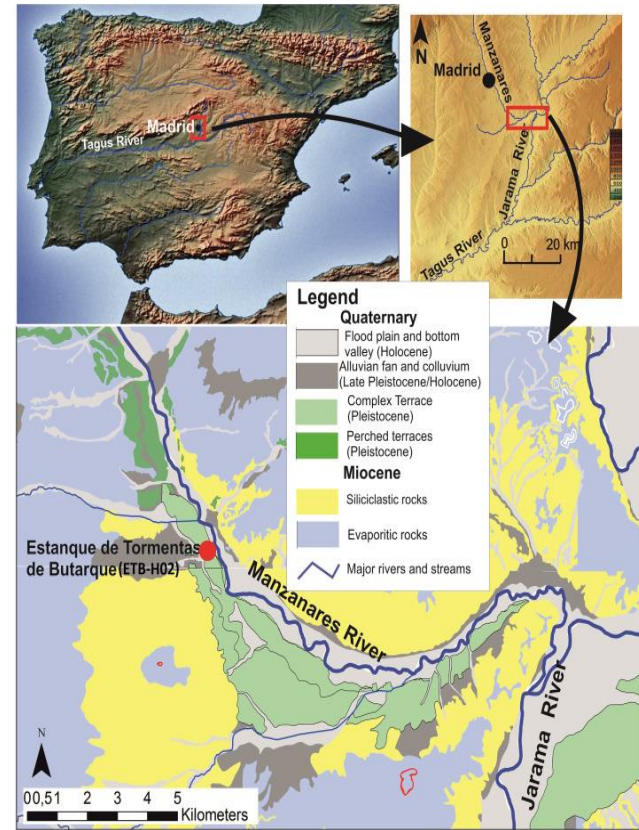 Madrid
Tagus River
N
Manzanares
Madrid
Jarama River
Tagus River
0 20 km
Legend
Quaternary
Flood plain and bottom
valley (Holocene)
Alluvian fan and colluvium
(Late Pleistocene/Holocene)
Complex Terrace
(Pleistocene)
Perched terraces
(Pleistocene)
Miocene
Siliciclastic rocks
Evaporitic rocks
Major rivers and streams
Estanque de Tormentas
de Butarque(ETB-H02)
Manzanares River
Jarama River
N
00,51 2 3 4 5
Kilometers